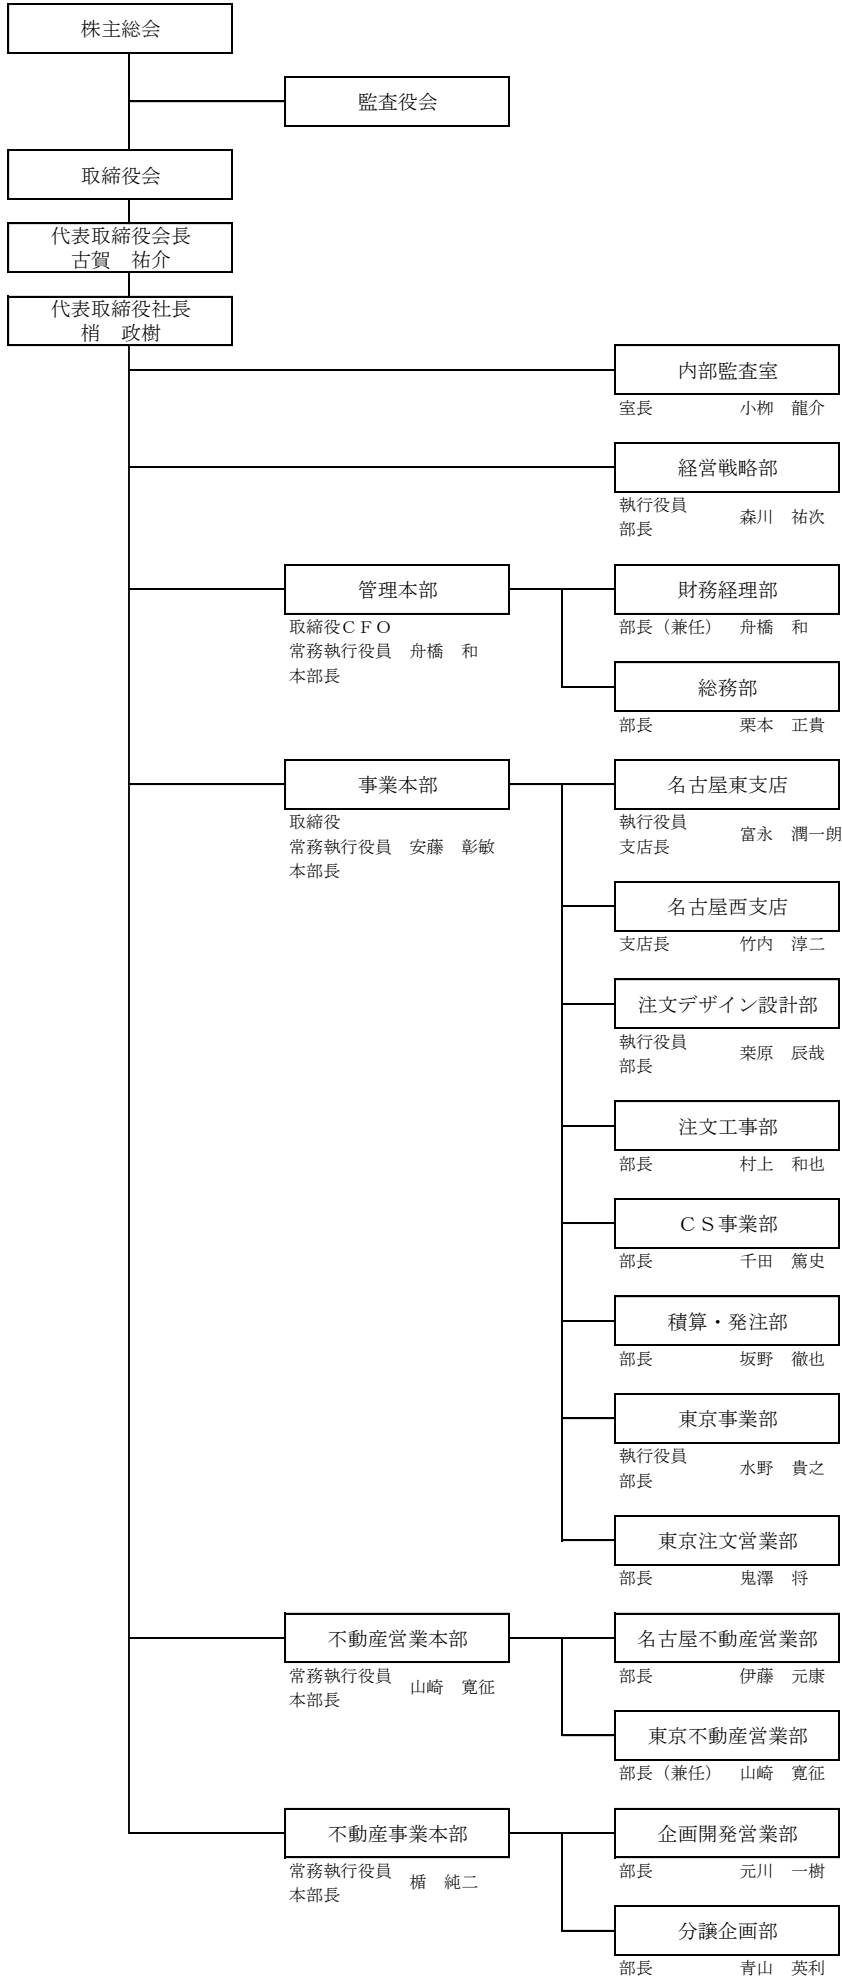 株主総会
監査役会
取締役会
代表取締役会長
古賀　祐介
代表取締役社長
梢　政樹
内部監査室
室長　小栁　龍介
経営戦略部
執行役員
部長
森川　祐次
管理本部
取締役ＣＦＯ
常務執行役員　舟橋　和
本部長
財務経理部
部長（兼任）　舟橋　和
総務部
部長　栗本　正貴
事業本部
取締役
常務執行役員　安藤　彰敏
本部長
名古屋東支店
執行役員
支店長
富永　潤一朗
名古屋西支店
支店長　竹内　淳二
注文デザイン設計部
執行役員
部長
桒原　辰哉
注文工事部
部長　村上　和也
ＣＳ事業部
部長　千田　篤史
積算・発注部
部長　坂野　徹也
東京事業部
執行役員
部長
水野　貴之
東京注文営業部
部長　鬼澤　将
不動産営業本部
常務執行役員
本部長
山崎　寛征
名古屋不動産営業部
部長　伊藤　元康
東京不動産営業部
部長（兼任）　山崎　寛征
不動産事業本部
常務執行役員
本部長
楯　純二
企画開発営業部
部長　元川　一樹
分譲企画部
部長　青山　英利